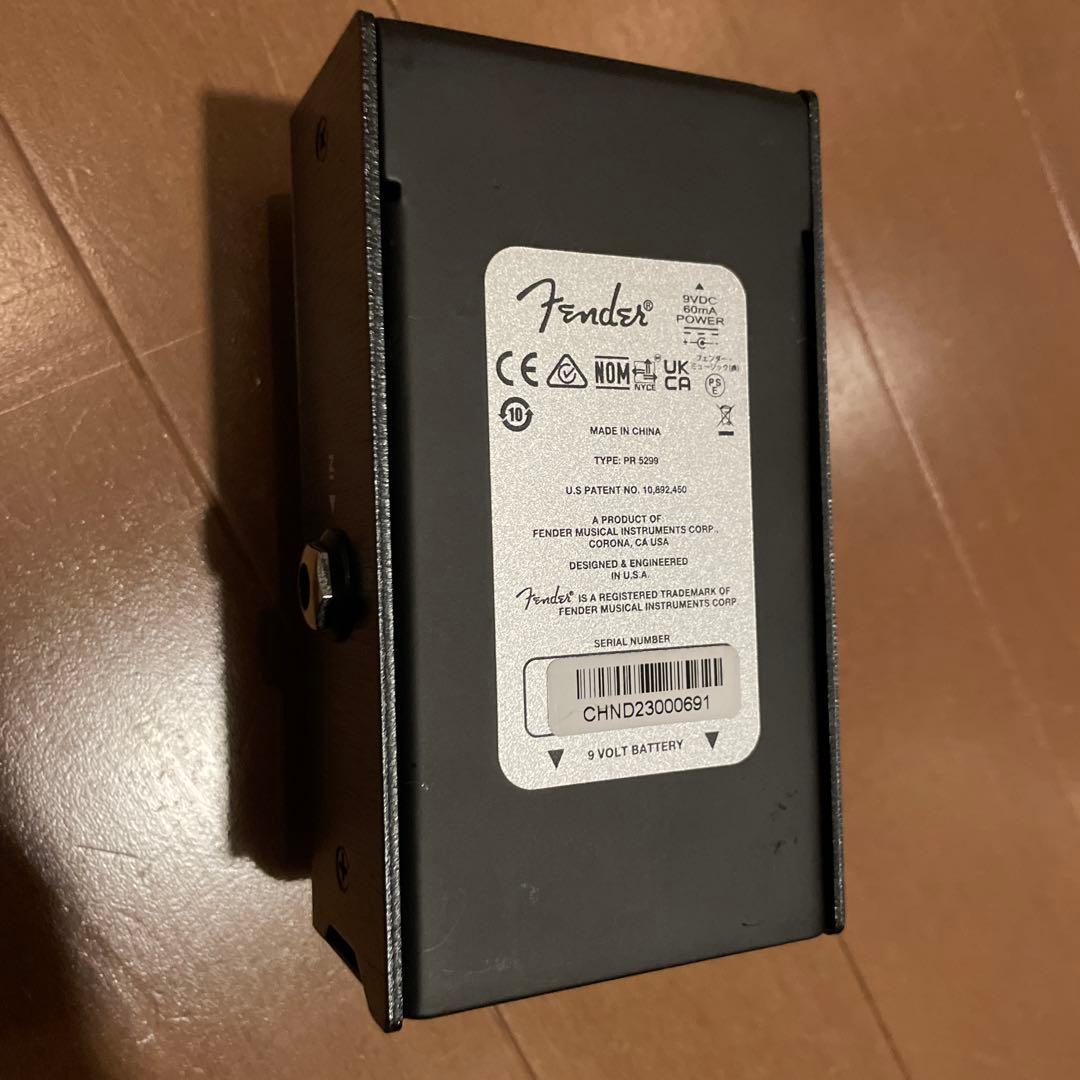 Fender®
9VDC
60mA
POWER
CE
NOM
NYCE
UK
CA
フェンダー・
ミュージック(株)
PS
E
10
MADE IN CHINA
TYPE: PR 5299
U.S PATENT NO. 10,892,450
A PRODUCT OF
FENDER MUSICAL INSTRUMENTS CORP.,
CORONA, CA USA
DESIGNED & ENGINEERED
IN U.S.A
Fender® IS A REGISTERED TRADEMARK OF
FENDER MUSICAL INSTRUMENTS CORP
SERIAL NUMBER
CHND23000691
9 VOLT BATTERY